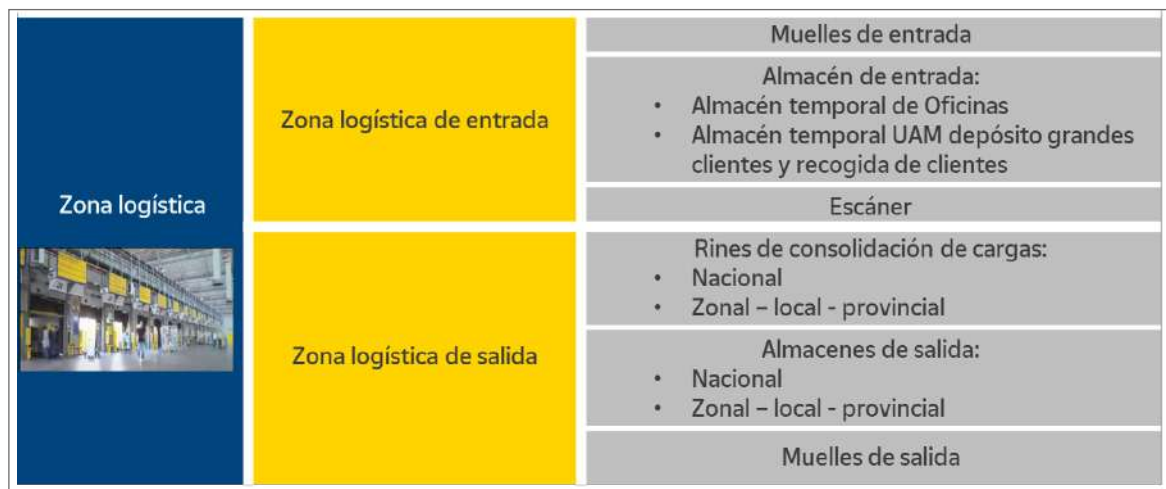 Zona logística
Zona logística de entrada
Muelles de entrada
Almacén de entrada:
• Almacén temporal de Oficinas
• Almacén temporal UAM depósito grandes
clientes y recogida de clientes
Escáner
Zona logística de salida
Rines de consolidación de cargas:
• Nacional
• Zonal – local - provincial
Almacenes de salida:
• Nacional
• Zonal – local - provincial
Muelles de salida